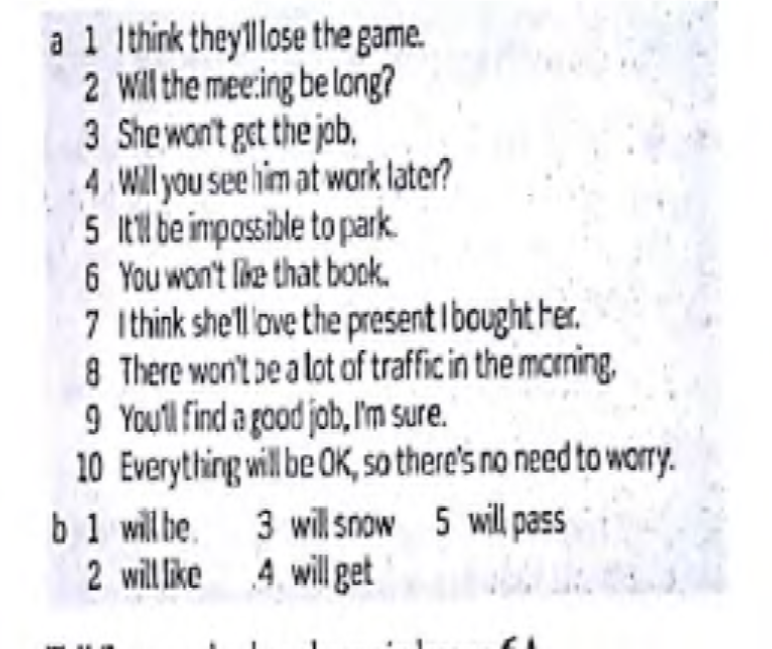 a 1 I think they'll lose the game.
2 Will the meeting be long?
3 She won't get the job.
4 Will you see him at work later?
5 It'll be impossible to park.
6 You won't like that book.
7 I think she'll love the present I bought her.
8 There won't be a lot of traffic in the morning.
9 You'll find a good job, I'm sure.
10 Everything will be OK, so there's no need to worry.
b 1 will be 3 will snow 5 will pass
2 will like 4 will get